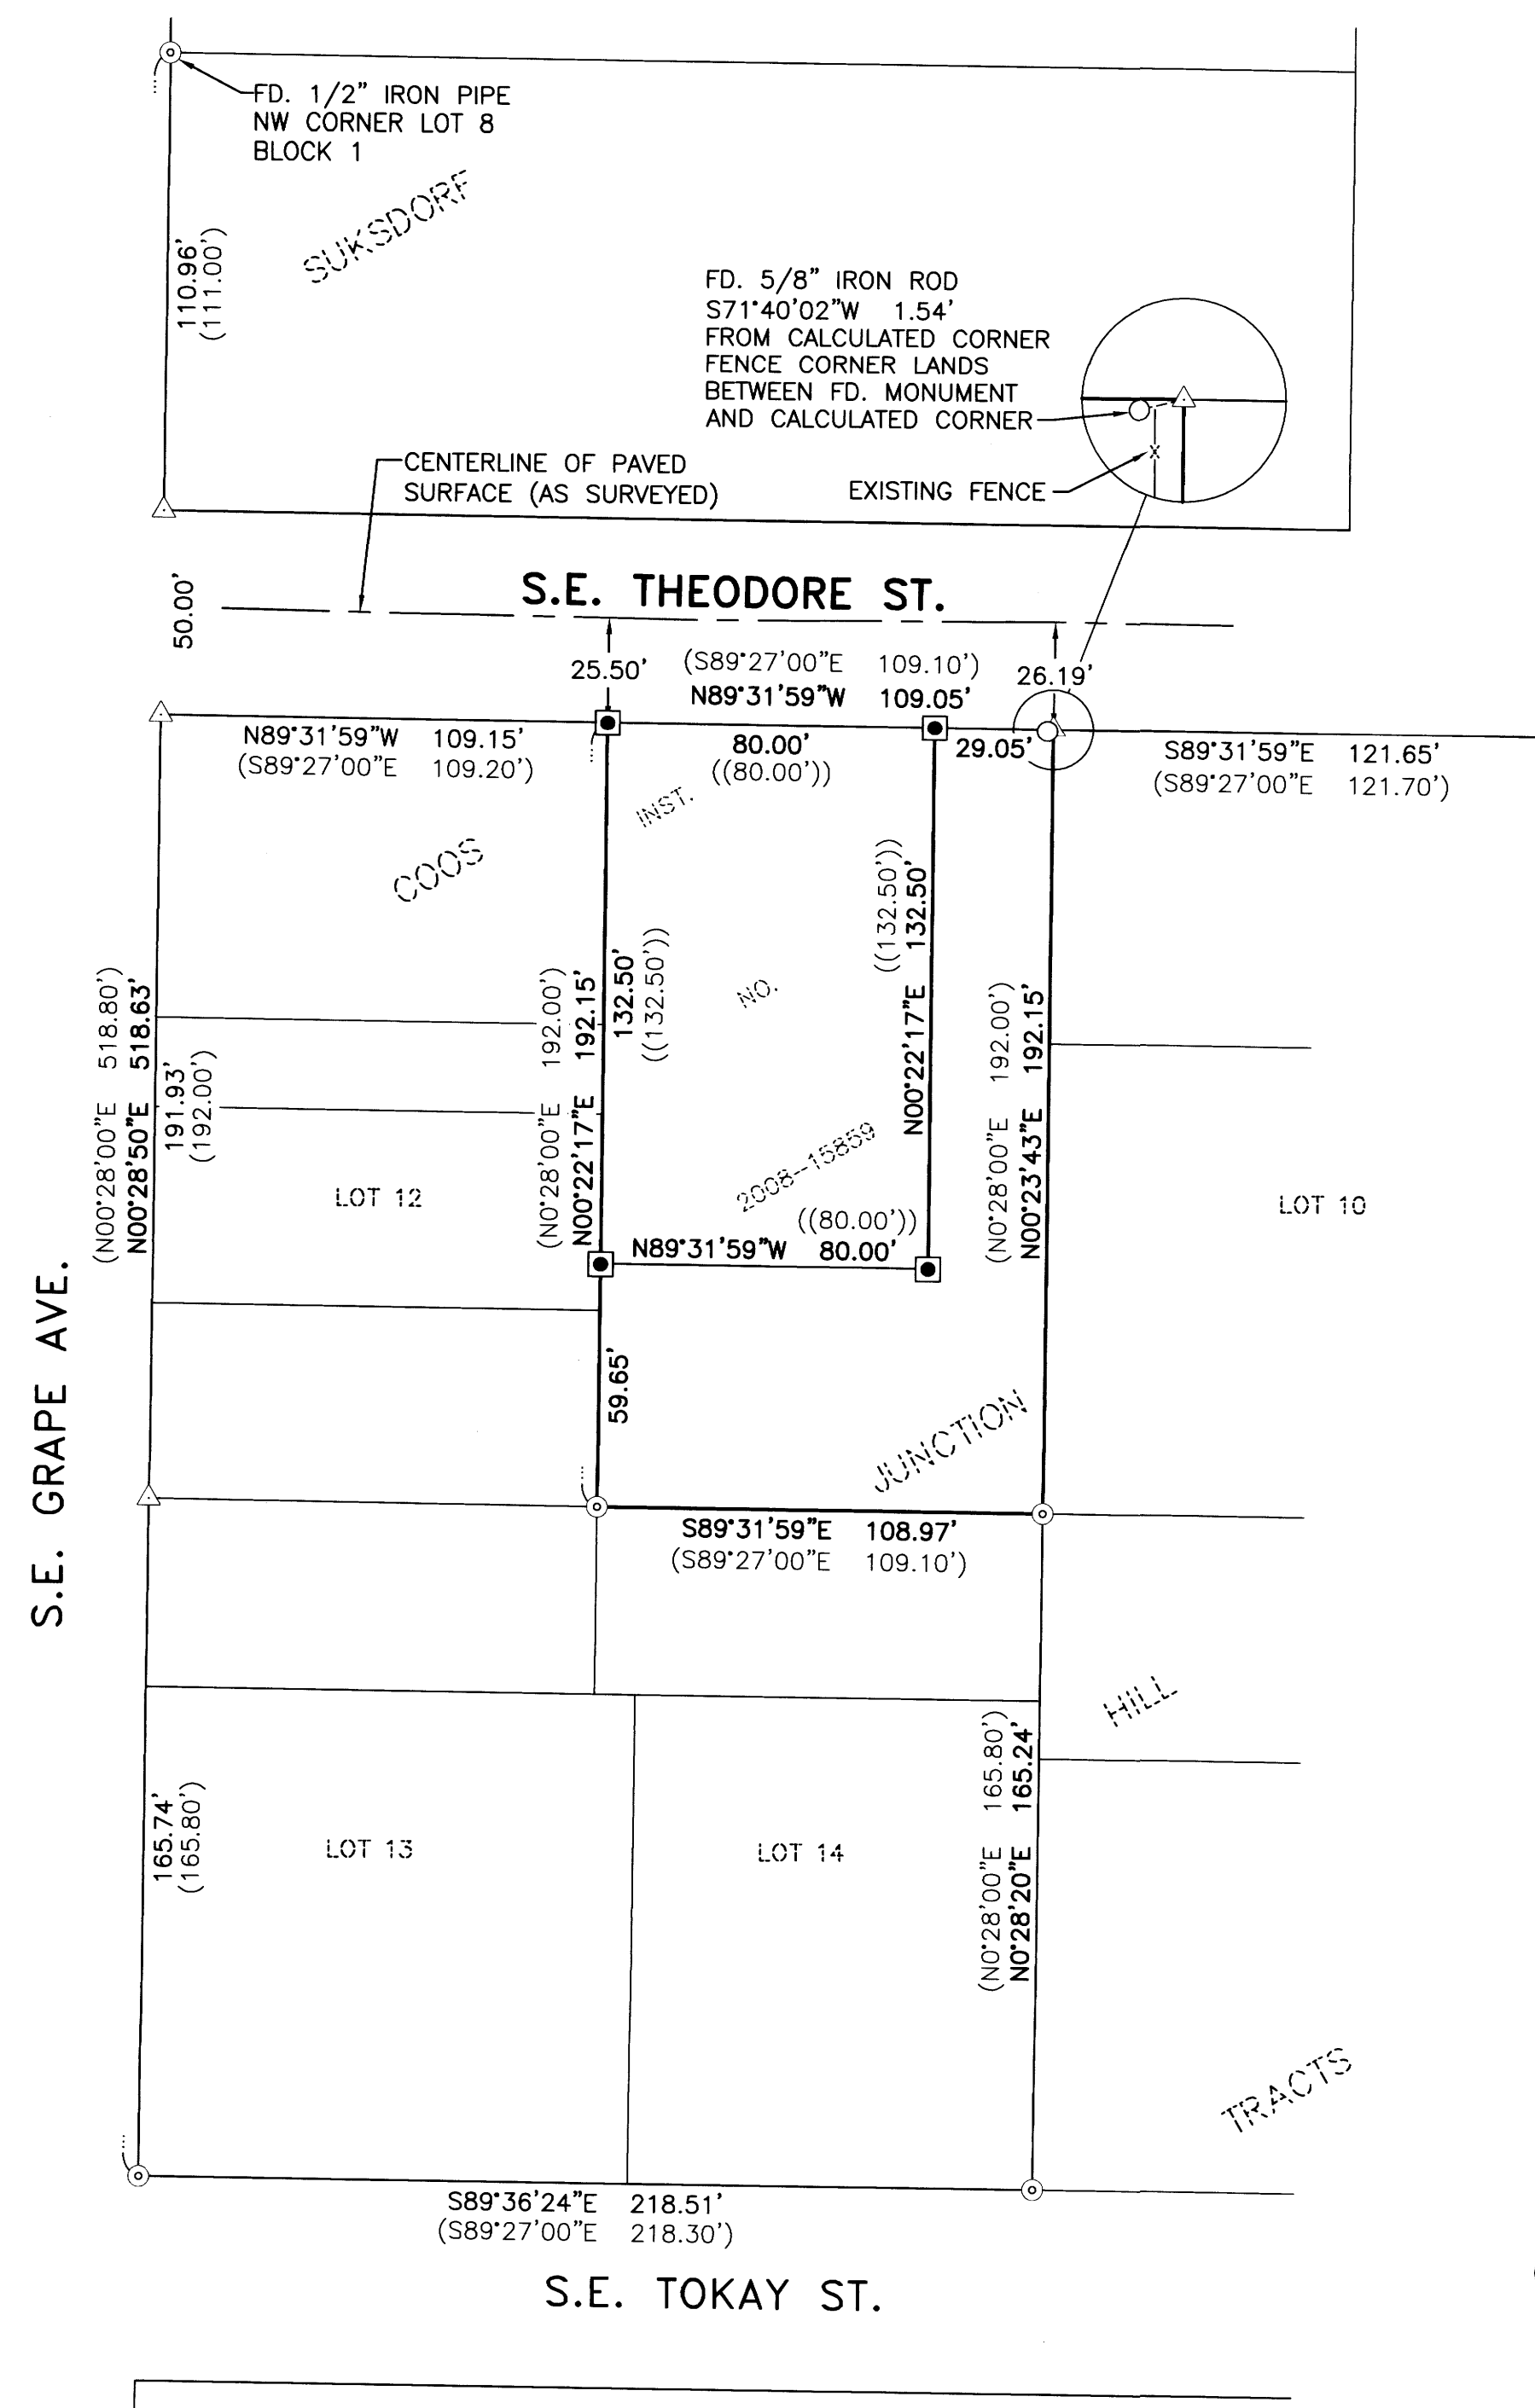 FD. 1/2" IRON PIPE
NW CORNER LOT 8
BLOCK 1
SUKSDORF
110.96'
(111.00')
FD. 5/8" IRON ROD
S71°40'02"W 1.54'
FROM CALCULATED CORNER
FENCE CORNER LANDS
BETWEEN FD. MONUMENT
AND CALCULATED CORNER
EXISTING FENCE
X
CENTERLINE OF PAVED
SURFACE (AS SURVEYED)
50.00'
S.E. THEODORE ST.
25.50'
(S89°27'00"E 109.10')
N89°31'59"W 109.05'
26.19'
N89°31'59"W 109.15'
(S89°27'00"E 109.20')
80.00'
((80.00'))
29.05'
S89°31'59"E 121.65'
(S89°27'00"E 121.70')
COOS
INST.
NO.
2008-15859
(N00°28'00"E 518.80')
N00°28'50"E 518.63'
191.93'
(192.00')
(N0°28'00"E 192.00')
N00°22'17"E 192.15'
132.50'
((132.50'))
((132.50'))
N00°22'17"E 132.50'
(N0°28'00"E 192.00')
N00°23'43"E 192.15'
LOT 12
LOT 10
((80.00'))
N89°31'59"W 80.00'
S.E. GRAPE AVE.
59.65'
JUNCTION
S89°31'59"E 108.97'
(S89°27'00"E 109.10')
HILL
165.74'
(165.80')
LOT 13
LOT 14
(N0°28'00"E 165.80')
N0°28'20"E 165.24'
TRACTS
S89°36'24"E 218.51'
(S89°27'00"E 218.30')
S.E. TOKAY ST.